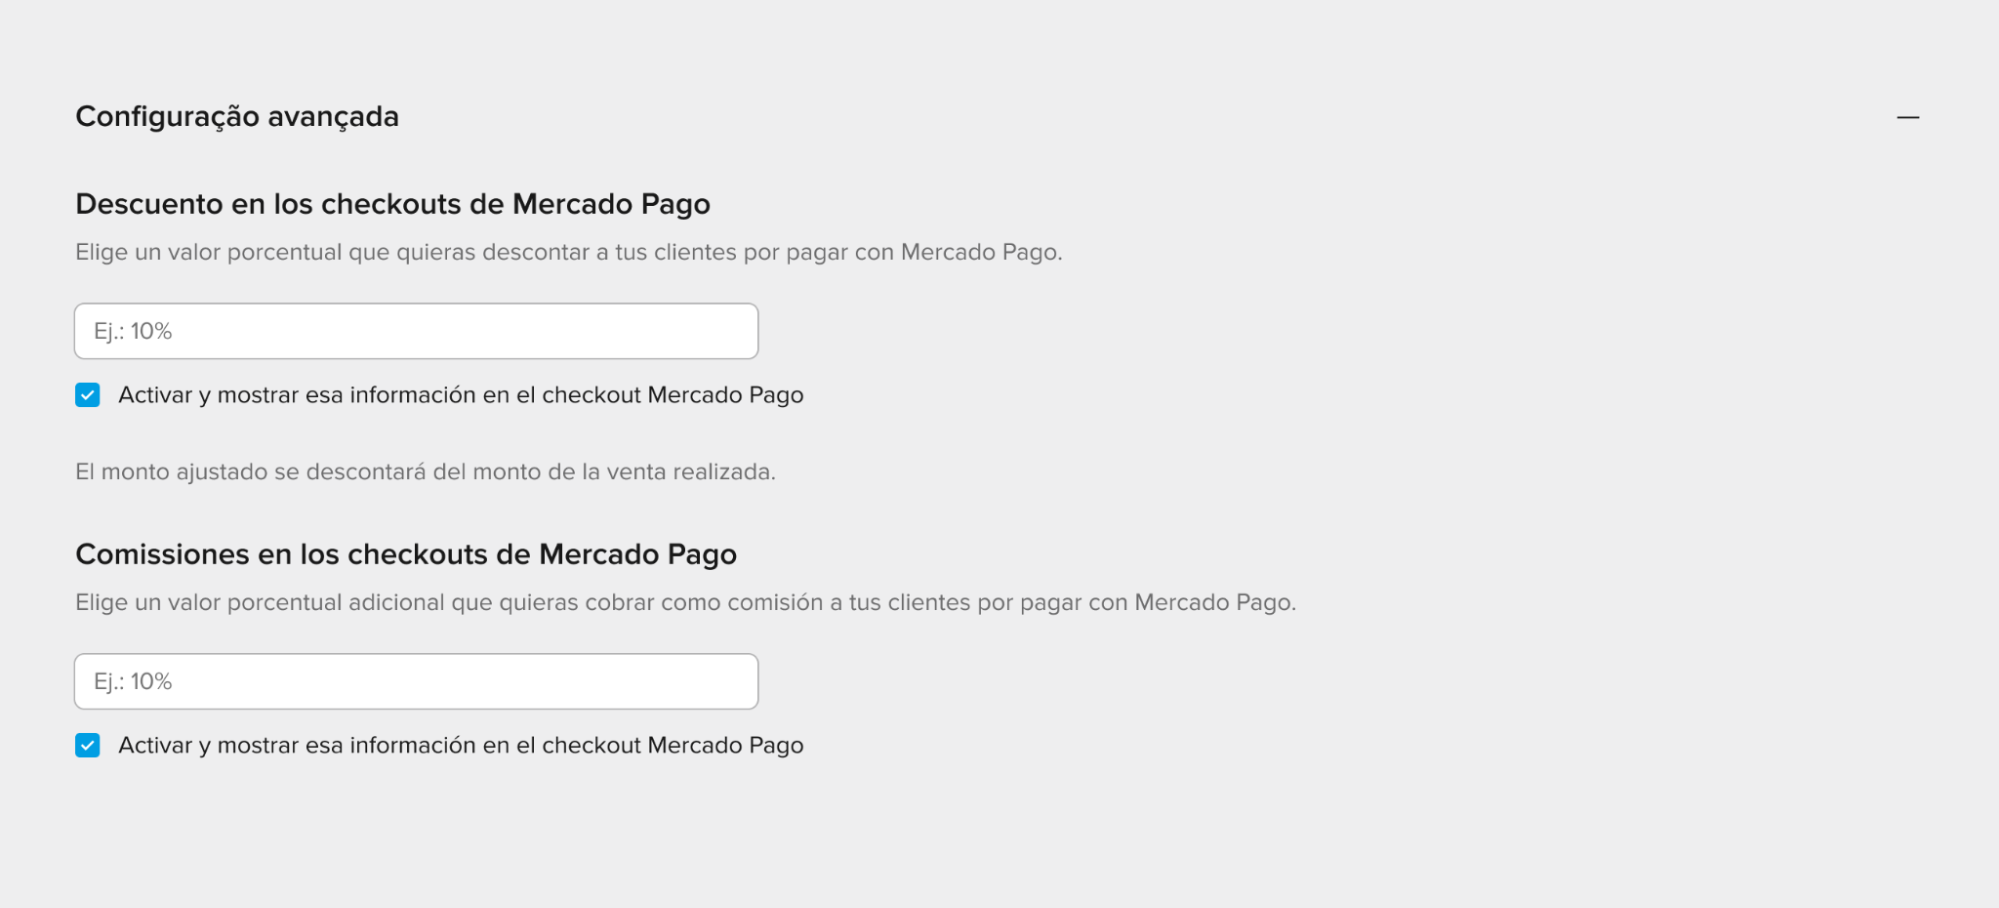 Configuração avançada
Descuento en los checkouts de Mercado Pago
Elige un valor porcentual que quieras descontar a tus clientes por pagar con Mercado Pago.
Ej.: 10%
Activar y mostrar esa información en el checkout Mercado Pago
El monto ajustado se descontará del monto de la venta realizada.
Comissiones en los checkouts de Mercado Pago
Elige un valor porcentual adicional que quieras cobrar como comisión a tus clientes por pagar con Mercado Pago.
Ej.: 10%
Activar y mostrar esa información en el checkout Mercado Pago